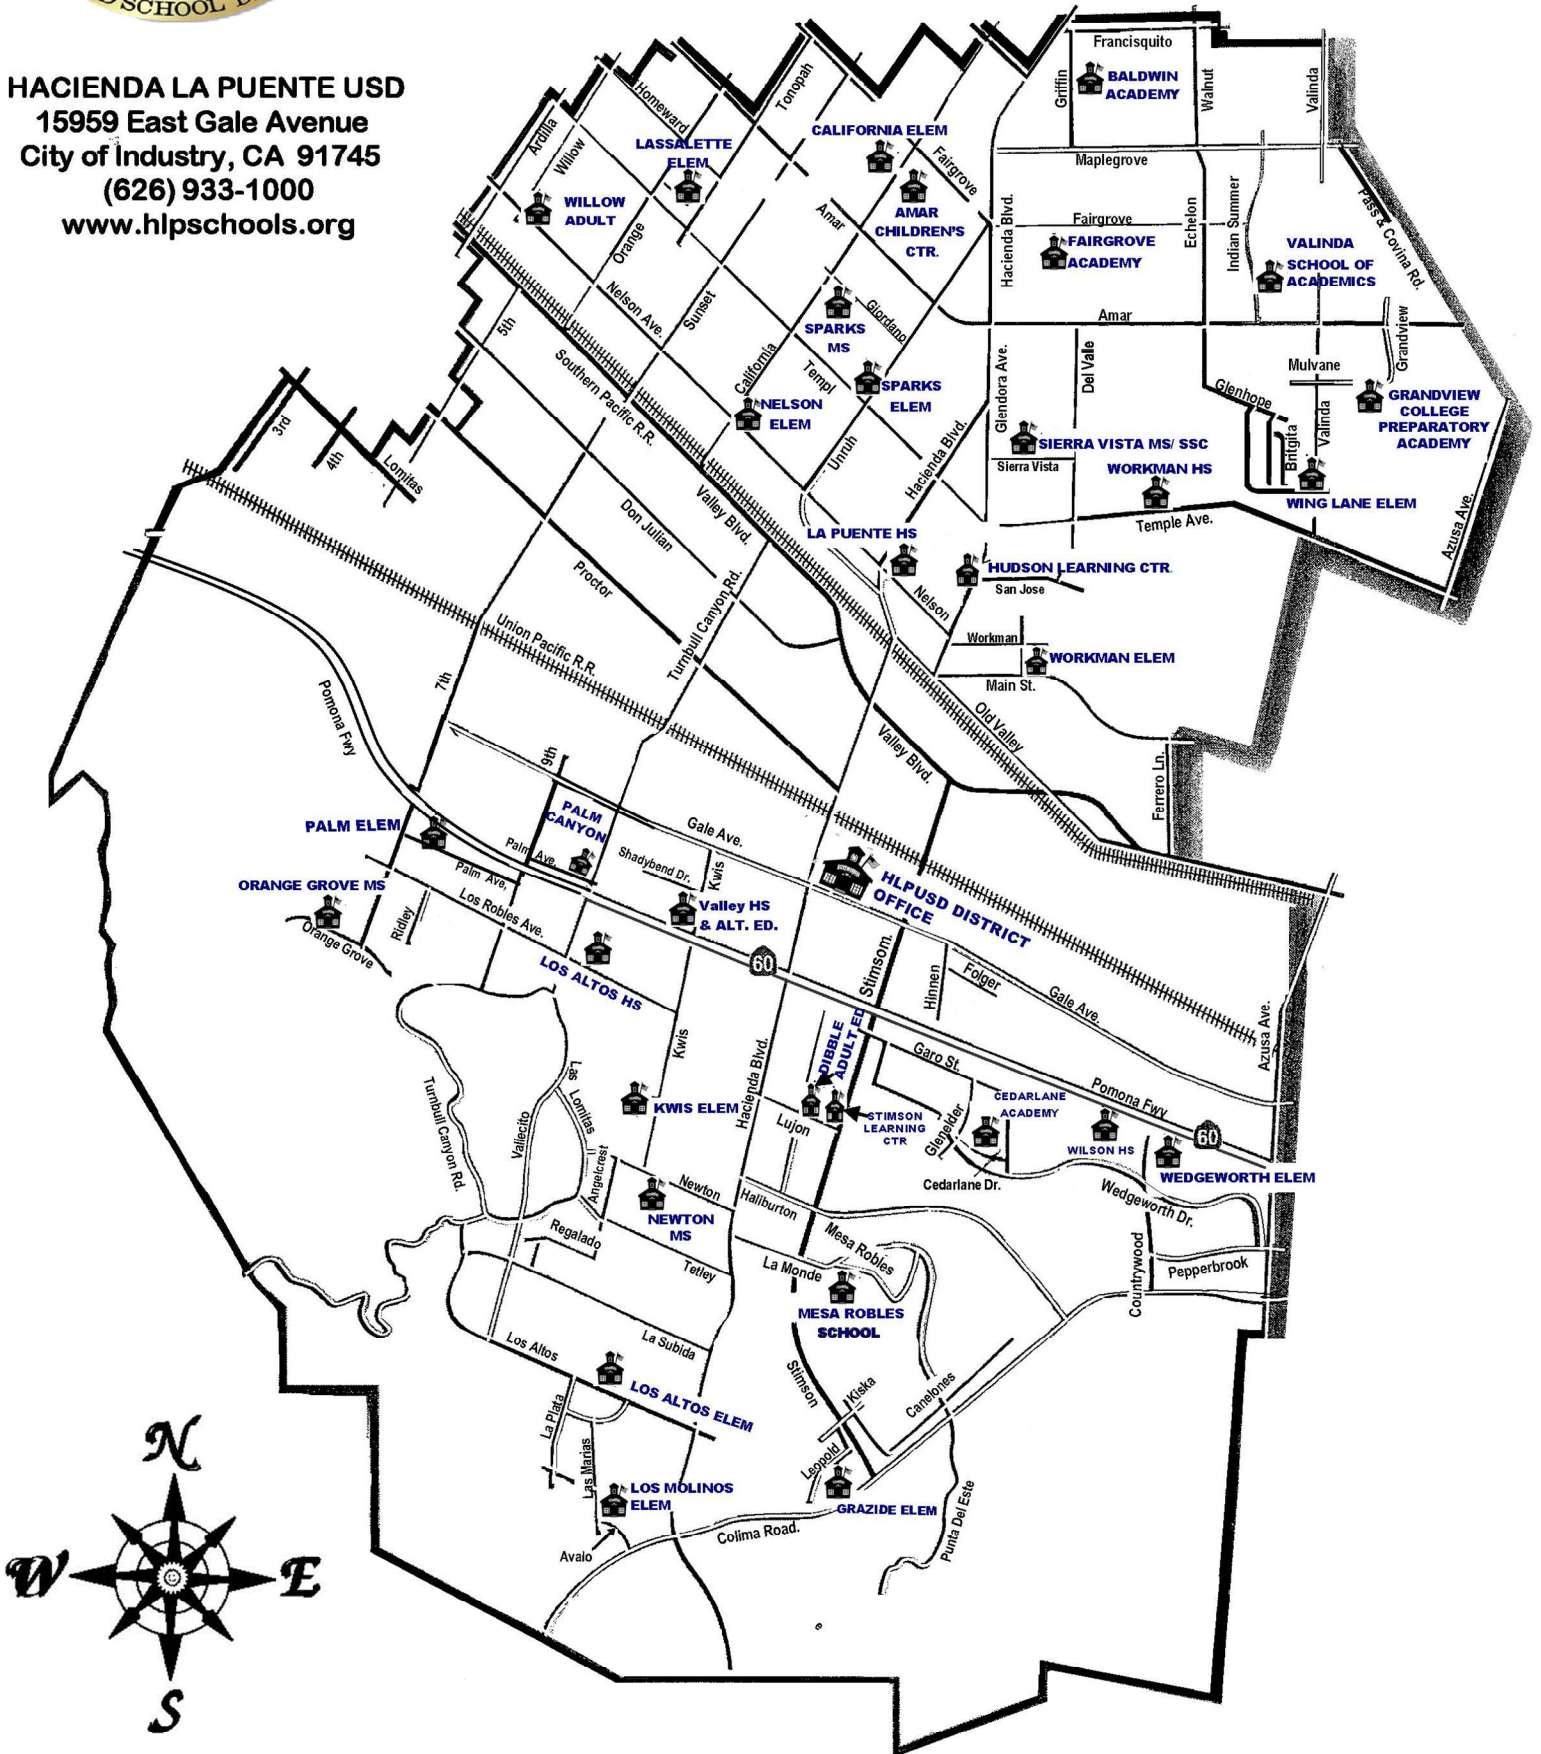 SCHOOL D
HACIENDA LA PUENTE USD
15959 East Gale Avenue
City of Industry, CA 91745
(626) 933-1000
www.hlpschools.org
Francisquito
Griffin
BALDWIN
ACADEMY
Walnut
Valinda
Homeward
Tonopah
Ardilla
Willow
LASSALETTE
ELEM
CALIFORNIA ELEM
Fairgrove
Maplegrove
Pass & Covina Rd.
WILLOW
ADULT
Orange
Amar
AMAR
CHILDREN'S
CTR.
Hacienda Blvd.
Fairgrove
FAIRGROVE
ACADEMY
Echelon
Indian Summer
VALINDA
SCHOOL OF
ACADEMICS
Nelson Ave.
Sunset
5th
SPARKS
MS
Giordano
Amar
Grandview
Southern Pacific R.R.
California
Templ
SPARKS
ELEM
Glendora Ave.
Del Valle
Mulvane
Glenhope
Valinda
GRANDVIEW
COLLEGE
PREPARATORY
ACADEMY
NELSON
ELEM
3rd
4th
Lomitas
Unruh
Hacienda Blvd.
SIERRA VISTA MS/ SSC
Sierra Vista
WORKMAN HS
Britgita
WING LANE ELEM
Temple Ave.
Azusa Ave.
Don Julian
Valley Blvd.
LA PUENTE HS
HUDSON LEARNING CTR
San Jose
Nelson
Proctor
Turnbull Canyon Rd.
Union Pacific R.R.
Workman
WORKMAN ELEM
Main St.
7th
Pomona Fwy
Old Valley
Valley Blvd.
9th
Ferrero Ln.
PALM ELEM
PALM
CANYON
Gale Ave.
Palm Ave.
Palm Ave,
Shadybend Dr.
Kwis
HLPUSD DISTRICT
OFFICE
ORANGE GROVE MS
Orange Grove
Ridley
Los Robles Ave.
Valley HS
& ALT. ED.
LOS ALTOS HS
60
Stimsom.
Hinnen
Folger
Gale Ave.
Azusa Ave.
Kwis
Hacienda Blvd.
DIBBLE
ADULT ED
Garo St.
Pomona Fwy
60
Turnbull Canyon Rd.
Las Lomitas
Vallecito
KWIS ELEM
Lujon
STIMSON
LEARNING
CTR
Glenelder
CEDARLANE
ACADEMY
WILSON HS
WEDGEWORTH ELEM
Cedarlane Dr.
Wedgeworth Dr.
Angelcrest
Newton
NEWTON
MS
Haliburton
Regalado
Tetley
La Monde
Mesa Robles
MESA ROBLES
SCHOOL
Countrywood
Pepperbrook
La Subida
Los Altos
LOS ALTOS ELEM
La Plata
Stimson
Kiska
Canelones
Leopold
Las Marias
LOS MOLINOS
ELEM
GRAZIDE ELEM
Punta Del Este
Avalo
Colima Road.
N
W
E
S